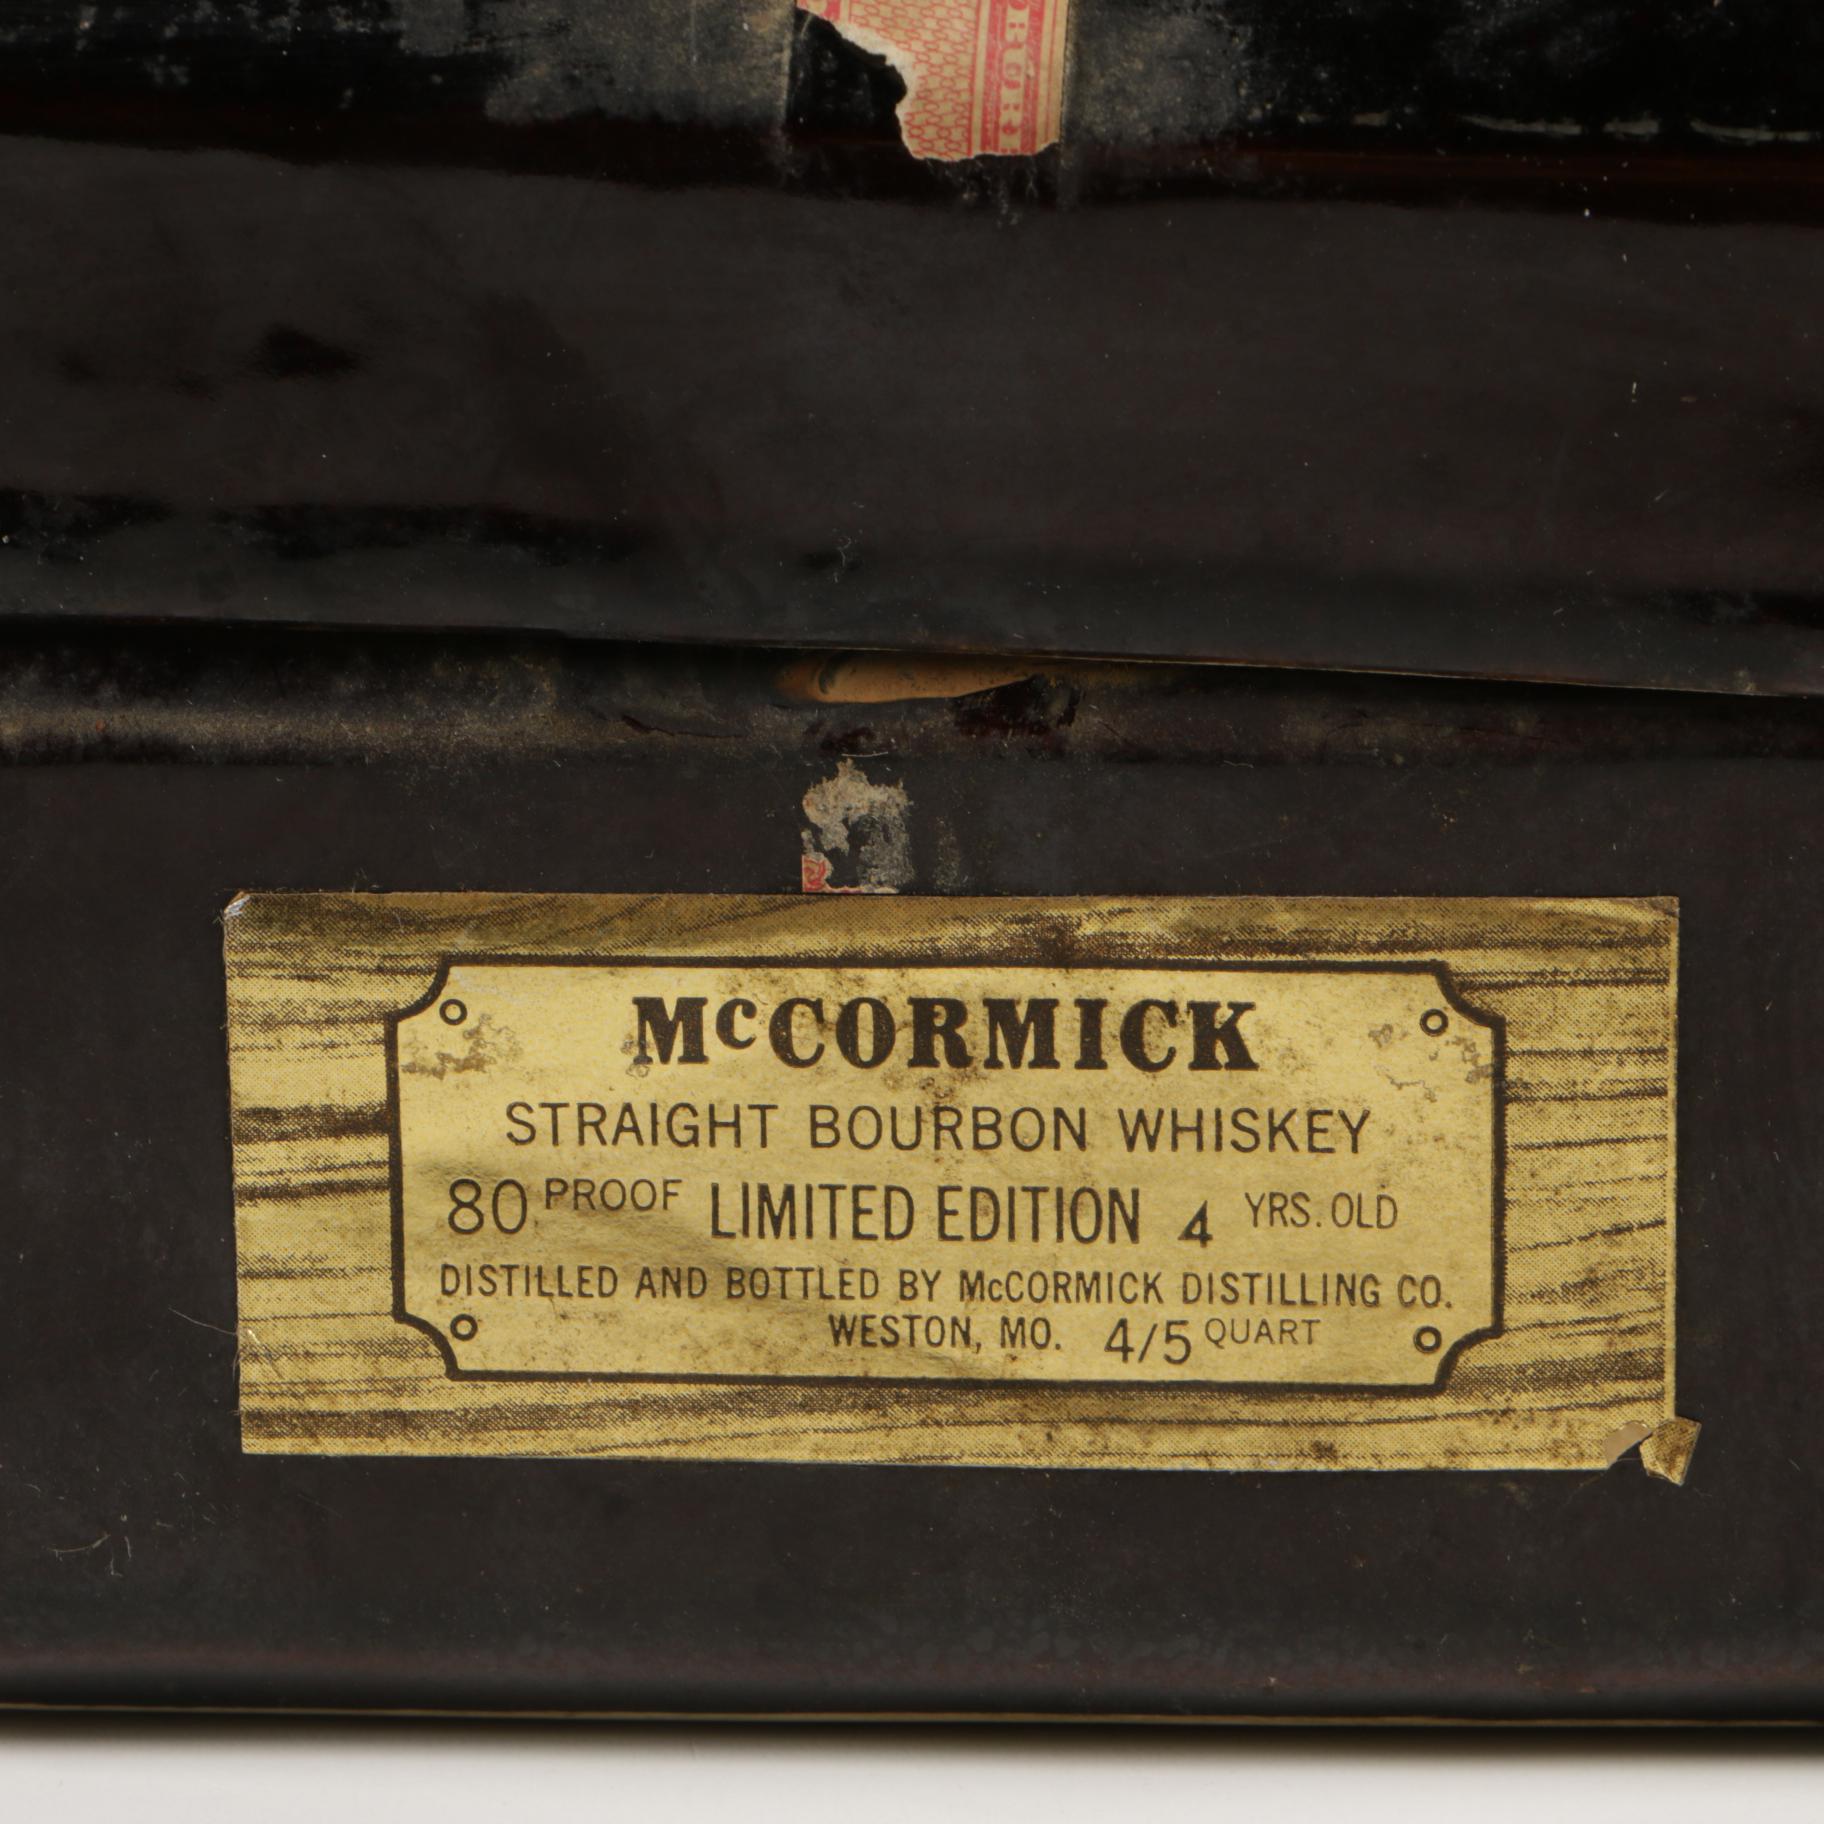 McCORMICK
STRAIGHT BOURBON WHISKEY
80 PROOF LIMITED EDITION 4 YRS. OLD
DISTILLED AND BOTTLED BY McCORMICK DISTILLING CO.
WESTON, MO. 4/5 QUART